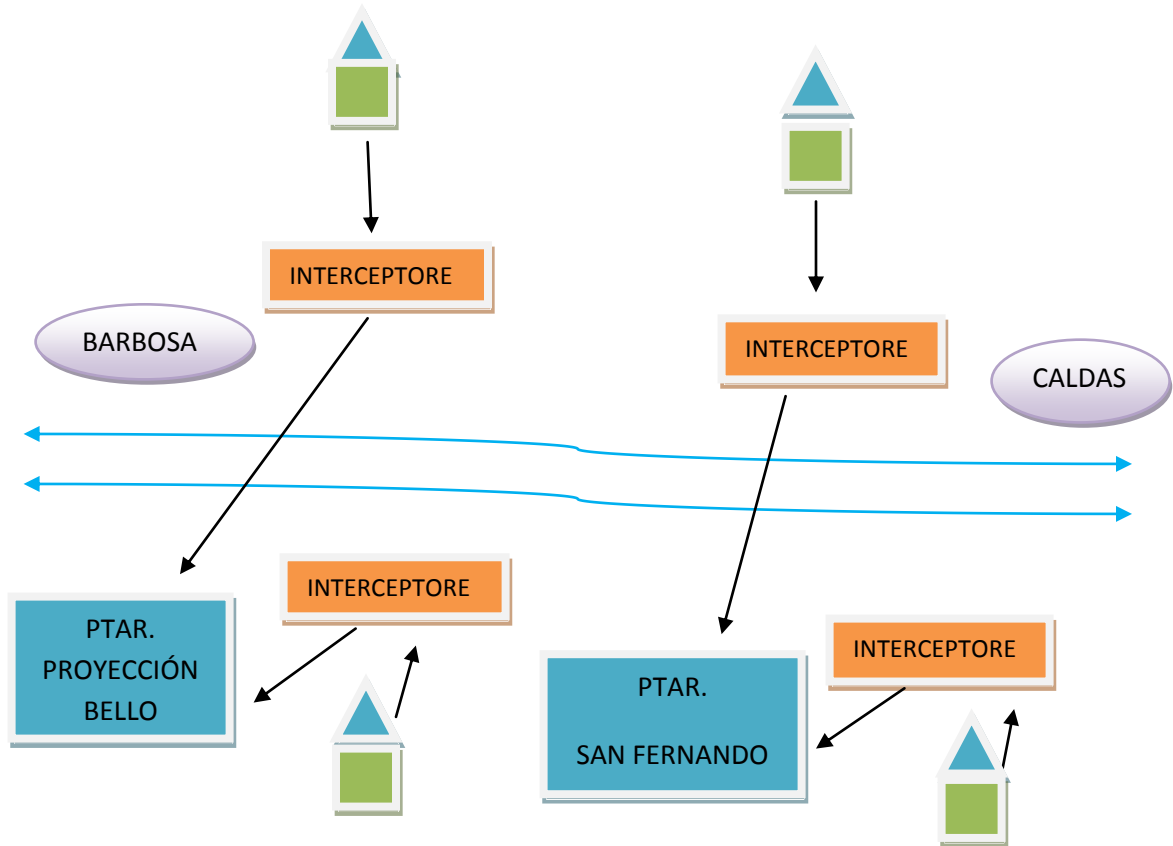 INTERCEPTORE
BARBOSA
INTERCEPTORE
CALDAS
INTERCEPTORE
PTAR.
PROYECCIÓN
BELLO
INTERCEPTORE
PTAR.
SAN FERNANDO